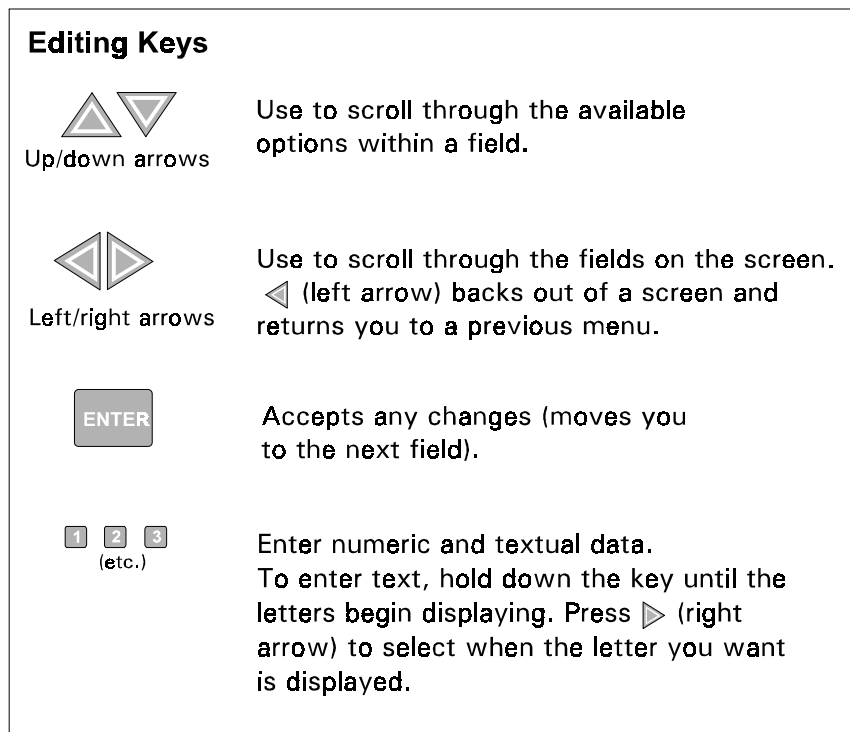 Editing Keys
Use to scroll through the available
options within a field.
Up/down arrows
Use to scroll through the fields on the screen.
(left arrow) backs out of a screen and
returns you to a previous menu.
Left/right arrows
ENTER
Accepts any changes (moves you
to the next field).
1 2 3
(etc.)
Enter numeric and textual data.
To enter text, hold down the key until the
letters begin displaying. Press (right
arrow) to select when the letter you want
is displayed.